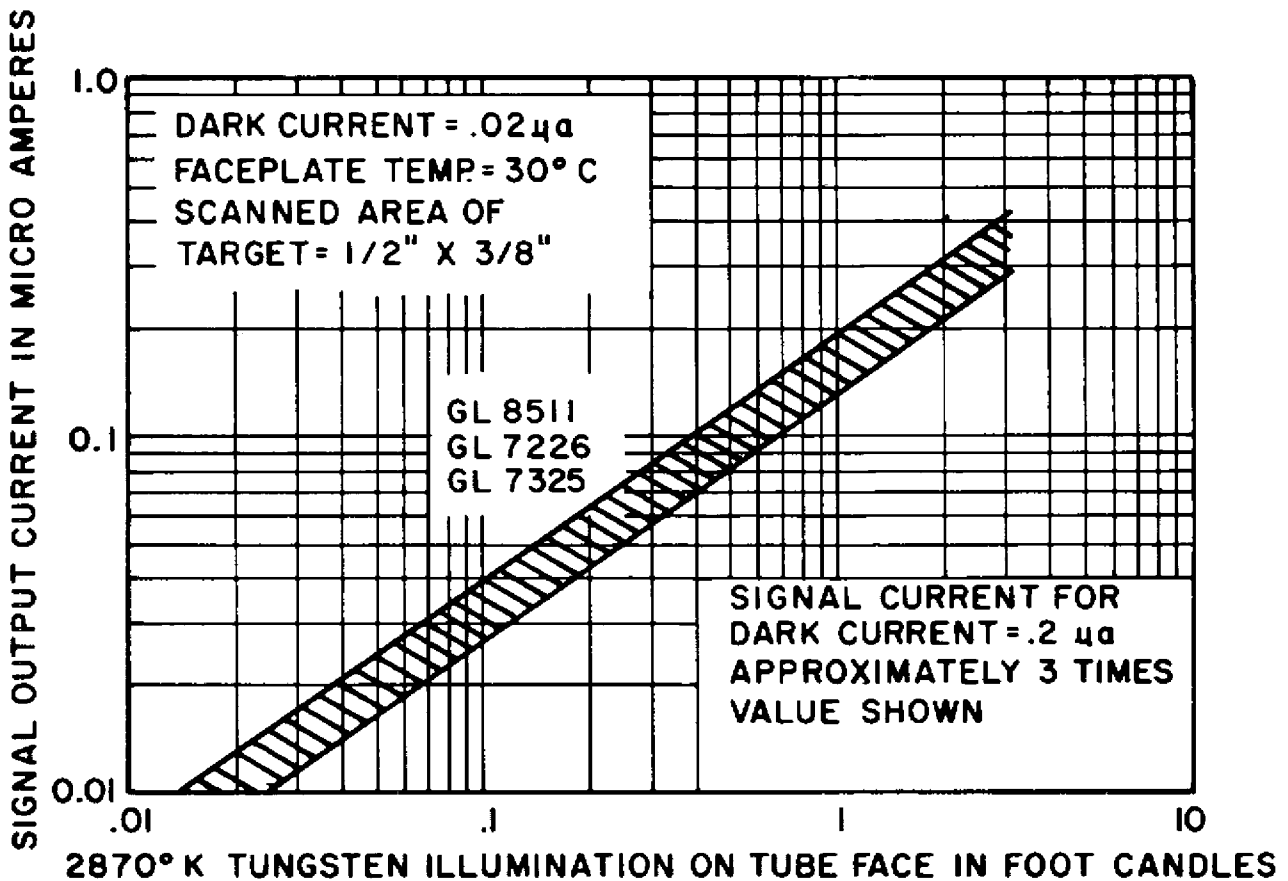 SIGNAL OUTPUT CURRENT IN MICRO AMPERES
1.0
0.1
0.01
DARK CURRENT = .02 μa
FACEPLATE TEMP. = 30° C
SCANNED AREA OF
TARGET = 1/2" X 3/8"
GL 8511
GL 7226
GL 7325
SIGNAL CURRENT FOR
DARK CURRENT = .2 μa
APPROXIMATELY 3 TIMES
VALUE SHOWN
.01 .1 1 10
2870° K TUNGSTEN ILLUMINATION ON TUBE FACE IN FOOT CANDLES